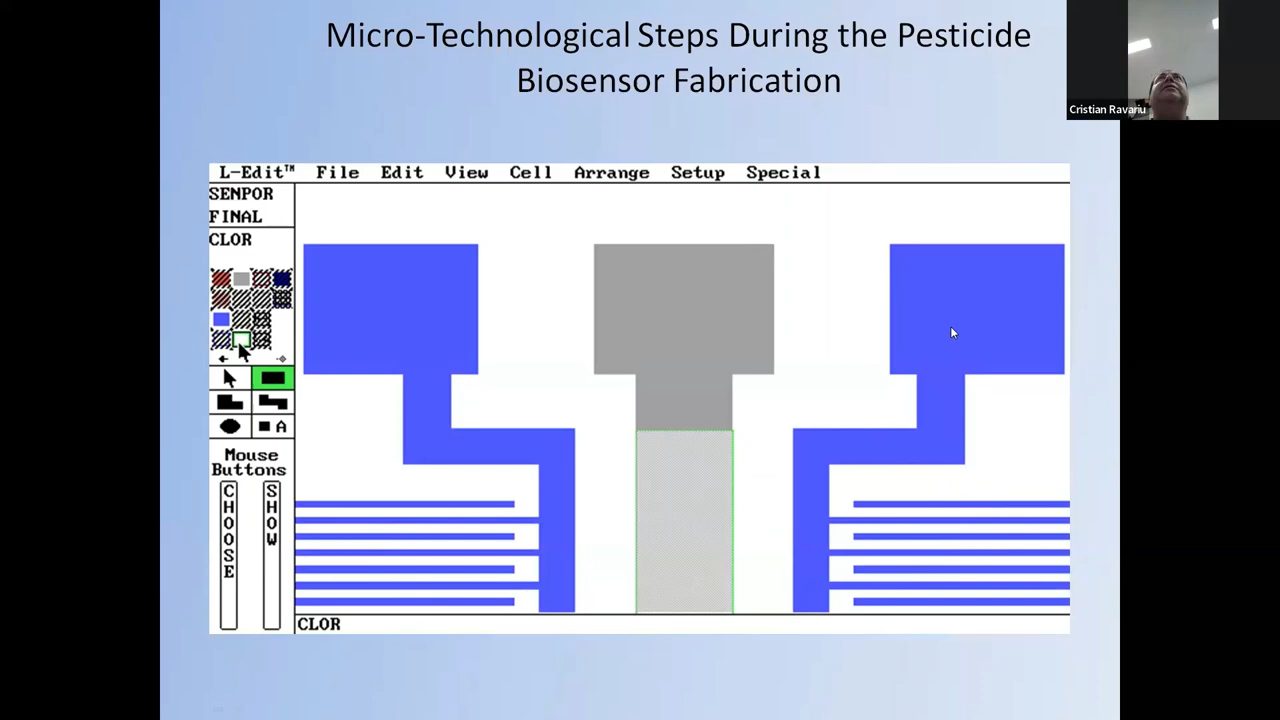 Micro-Technological Steps During the Pesticide
Biosensor Fabrication
Cristian Ravariu
L-Edit™ File Edit View Cell Arrange Setup Special
SENPOR
FINAL
CLOR
A
Mouse
Buttons
CHOOSE
SHOW
CLOR